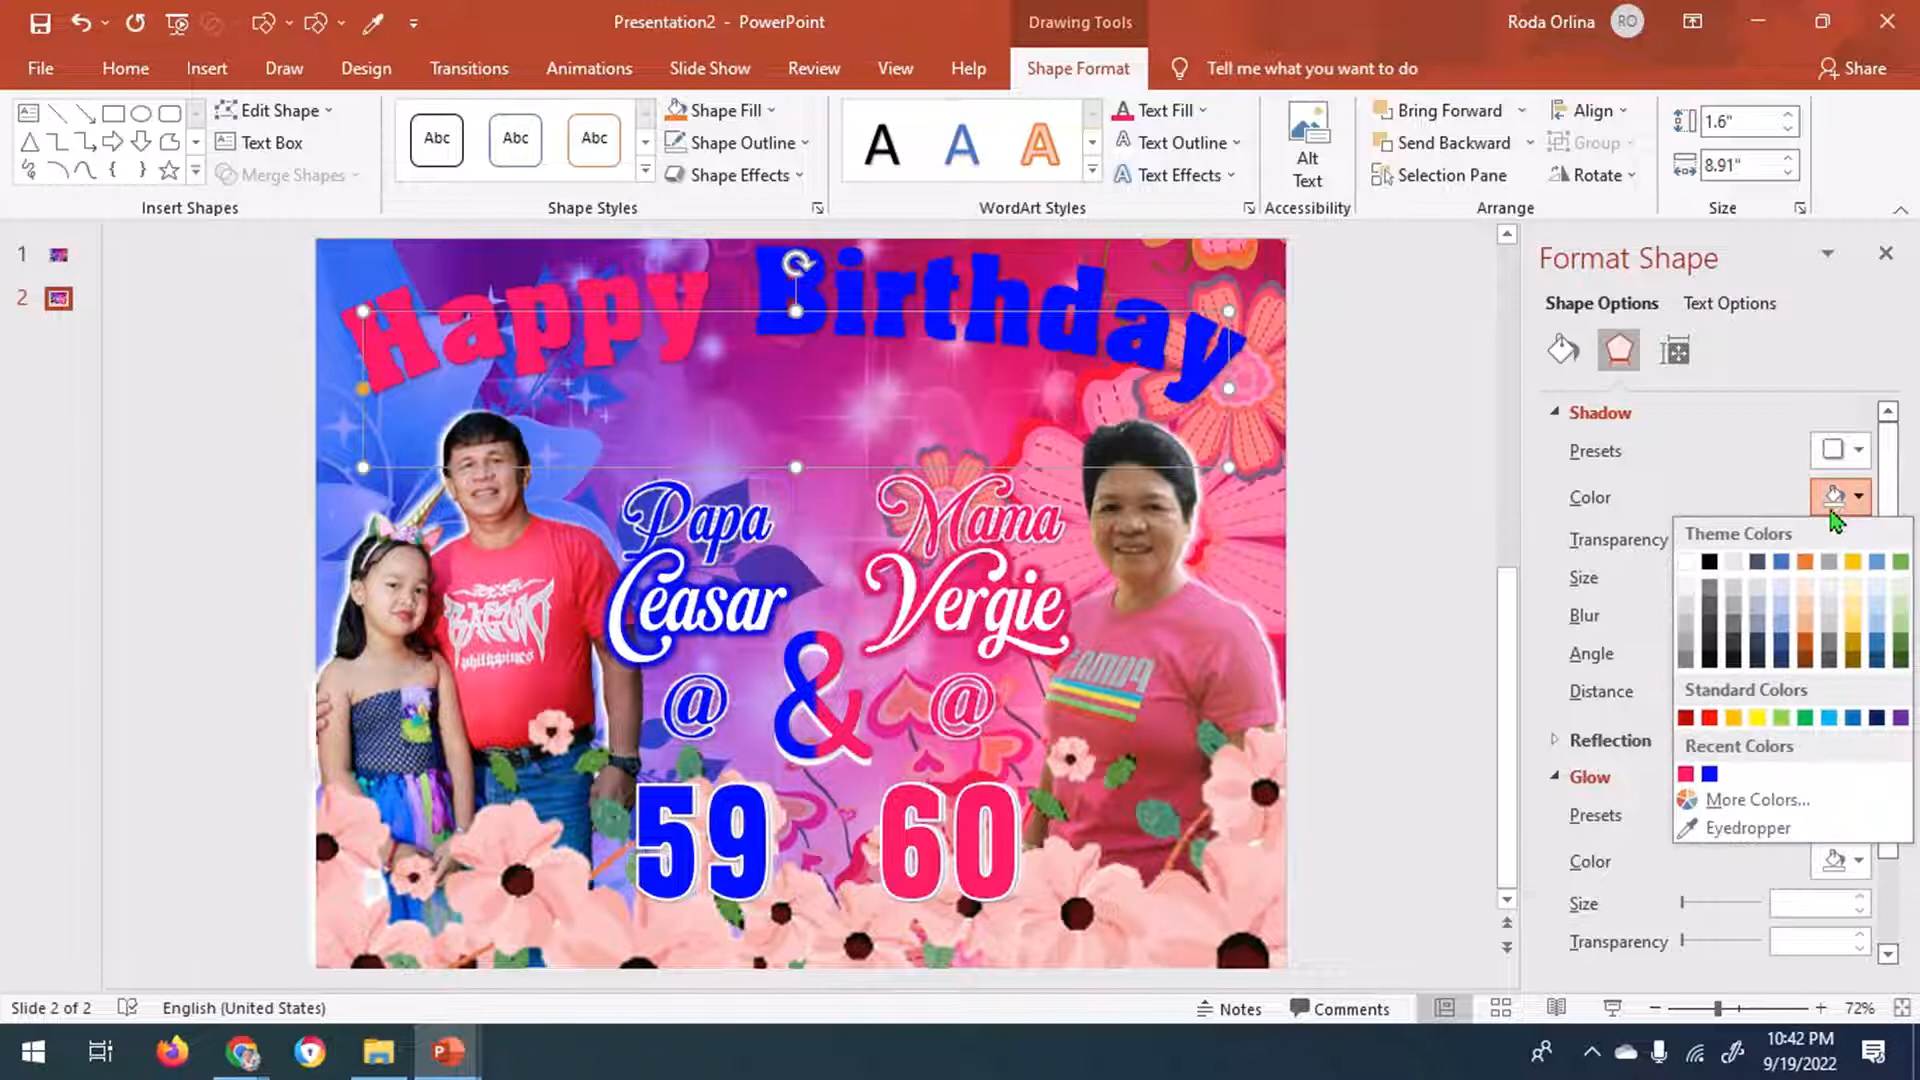 Presentation2 - PowerPoint
Drawing Tools
Roda Orlina
RO
File
Home
Insert
Draw
Design
Transitions
Animations
Slide Show
Review
View
Help
Shape Format
Tell me what you want to do
Share
Edit Shape
Text Box
Merge Shapes
Insert Shapes
Abc
Abc
Abc
Shape Fill
Shape Outline
Shape Effects
Shape Styles
A
A
A
Text Fill
Text Outline
Text Effects
WordArt Styles
Alt
Text
Accessibility
Bring Forward
Send Backward
Selection Pane
Align
Group
Rotate
Arrange
1.6"
8.91"
Size
1
2
Happy Birthday
Papa
Ceasar
@
59
&
Mama
Vergie
@
60
BAGUIO
philippines
Format Shape
Shape Options
Text Options
Shadow
Presets
Color
Transparency
Size
Blur
Angle
Distance
Reflection
Glow
Presets
Color
Size
Transparency
Theme Colors
Standard Colors
Recent Colors
More Colors...
Eyedropper
Slide 2 of 2
English (United States)
Notes
Comments
72%
10:42 PM
9/19/2022